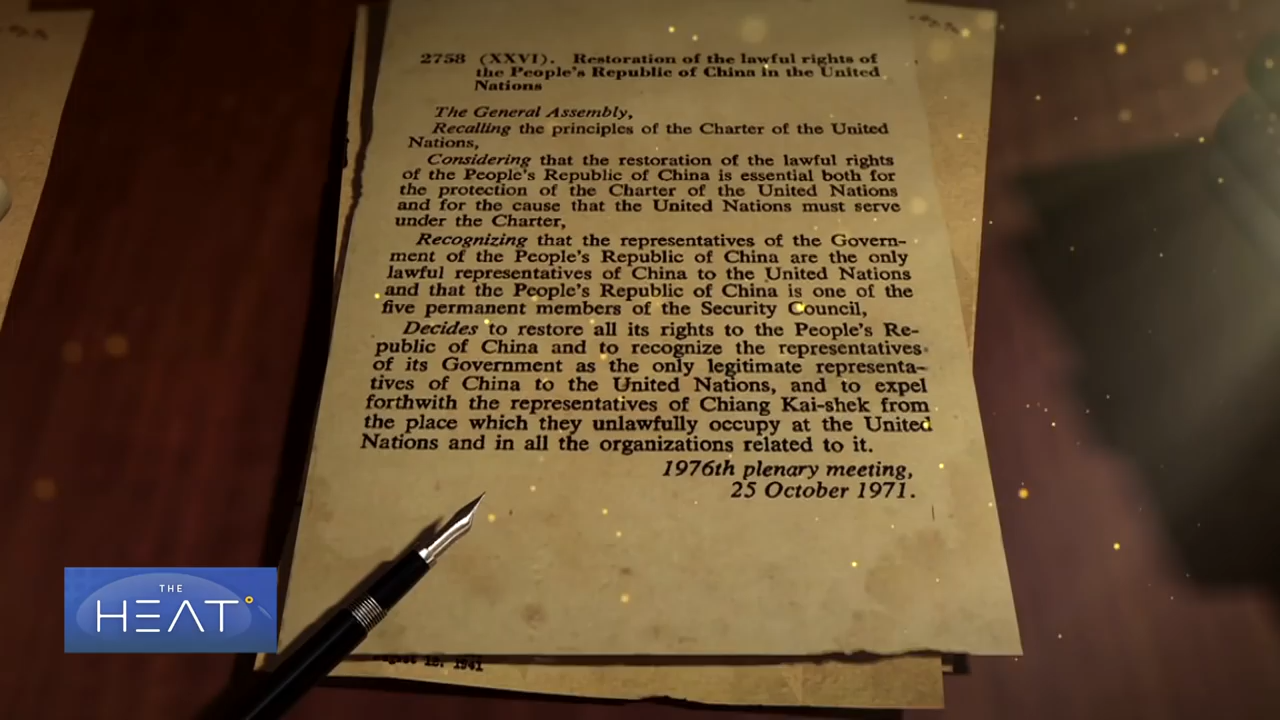 2758 (XXVI). Restoration of the lawful rights of
the People's Republic of China in the United
Nations
The General Assembly,
Recalling the principles of the Charter of the United
Nations,
Considering that the restoration of the lawful rights
of the People's Republic of China is essential both for
the protection of the Charter of the United Nations
and for the cause that the United Nations must serve
under the Charter,
Recognizing that the representatives of the Govern-
ment of the People's Republic of China are the only
lawful representatives of China to the United Nations
and that the People's Republic of China is one of the
five permanent members of the Security Council,
Decides to restore all its rights to the People's Re-
public of China and to recognize the representatives
of its Government as the only legitimate representa-
tives of China to the United Nations, and to expel
forthwith the representatives of Chiang Kai-shek from
the place which they unlawfully occupy at the United
Nations and in all the organizations related to it.
1976th plenary meeting,
25 October 1971.
THE
HEAT
1941